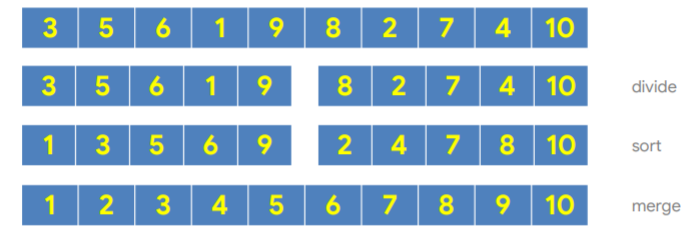 3 5 6 1 9 8 2 7 4 10
3 5 6 1 9 8 2 7 4 10 divide
1 3 5 6 9 2 4 7 8 10 sort
1 2 3 4 5 6 7 8 9 10 merge